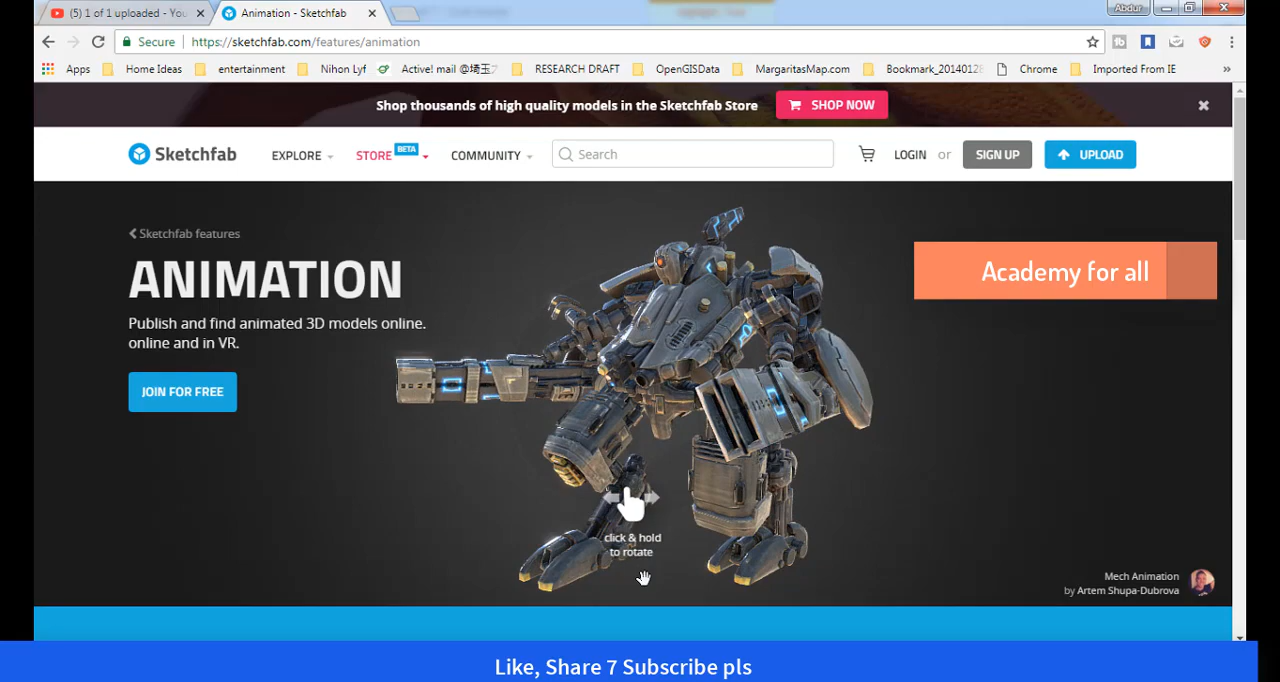 (5) 1 of 1 uploaded - You
Animation - Sketchfab
Abdur
Secure
https://sketchfab.com/features/animation
Apps
Home Ideas
entertainment
Nihon Lyf
Active! mail @埼玉
RESEARCH DRAFT
OpenGISData
MargaritasMap.com
Bookmark_20140128
Chrome
Imported From IE
Shop thousands of high quality models in the Sketchfab Store
SHOP NOW
Sketchfab
EXPLORE
STORE
BETA
COMMUNITY
Search
LOGIN or
SIGN UP
UPLOAD
Sketchfab features
ANIMATION
Publish and find animated 3D models online.
online and in VR.
JOIN FOR FREE
Academy for all
click & hold
to rotate
Mech Animation
by Artem Shupa-Dubrova
Like, Share 7 Subscribe pls